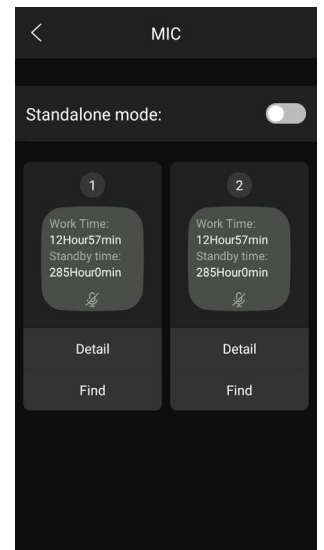 MIC
Standalone mode:
1
Work Time:
12Hour57min
Standby time:
285Hour0min
Detail
Find
2
Work Time:
12Hour57min
Standby time:
285Hour0min
Detail
Find